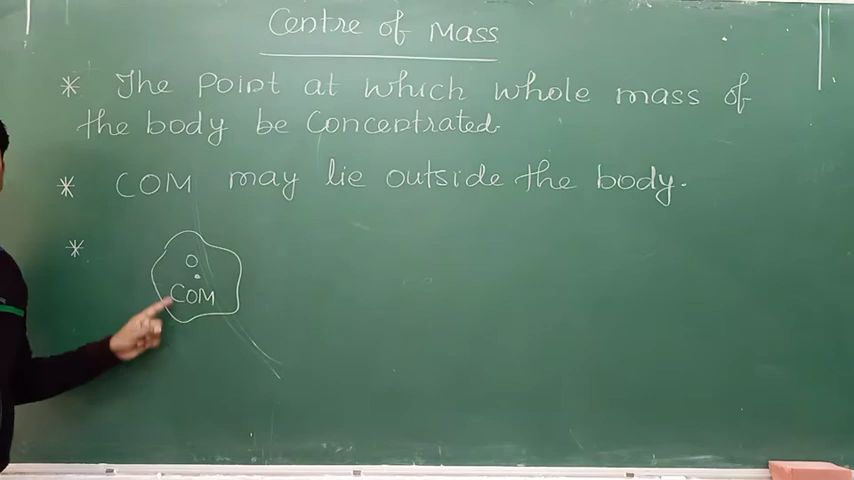 Centre of Mass
* The point at which whole mass of
the body be concentrated.
* COM may lie outside the body.
*
O
COM